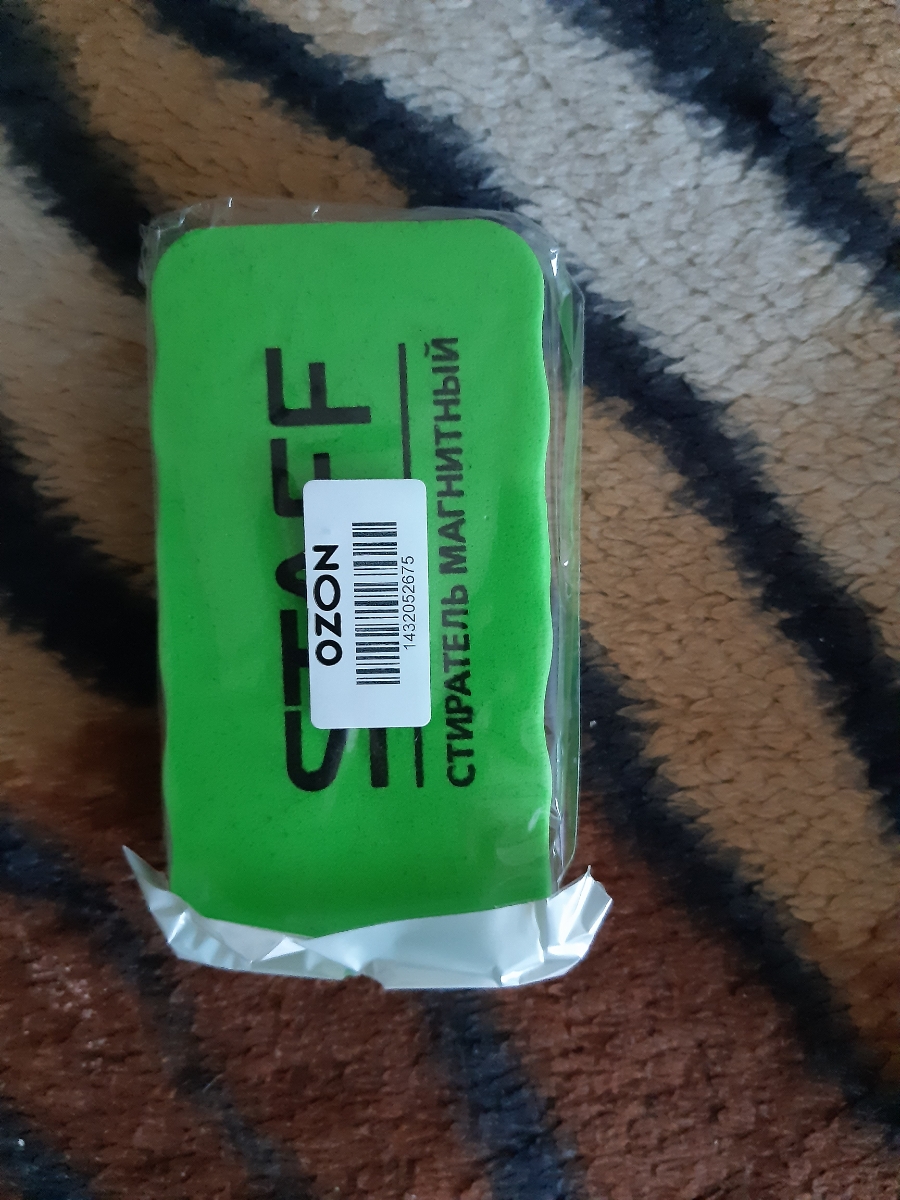 STAFF
OZON
1432052675
СТИРАТЕЛЬ МАГНИТНЫЙ